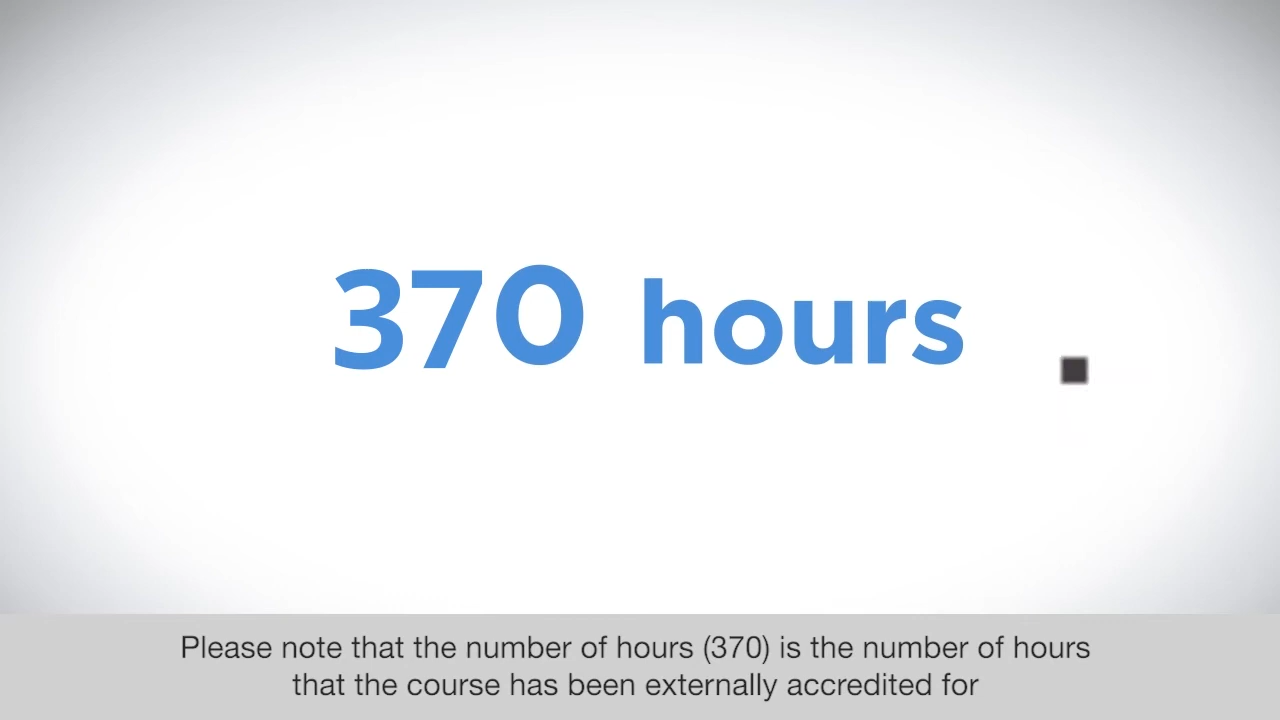 370 hours
Please note that the number of hours (370) is the number of hours
that the course has been externally accredited for